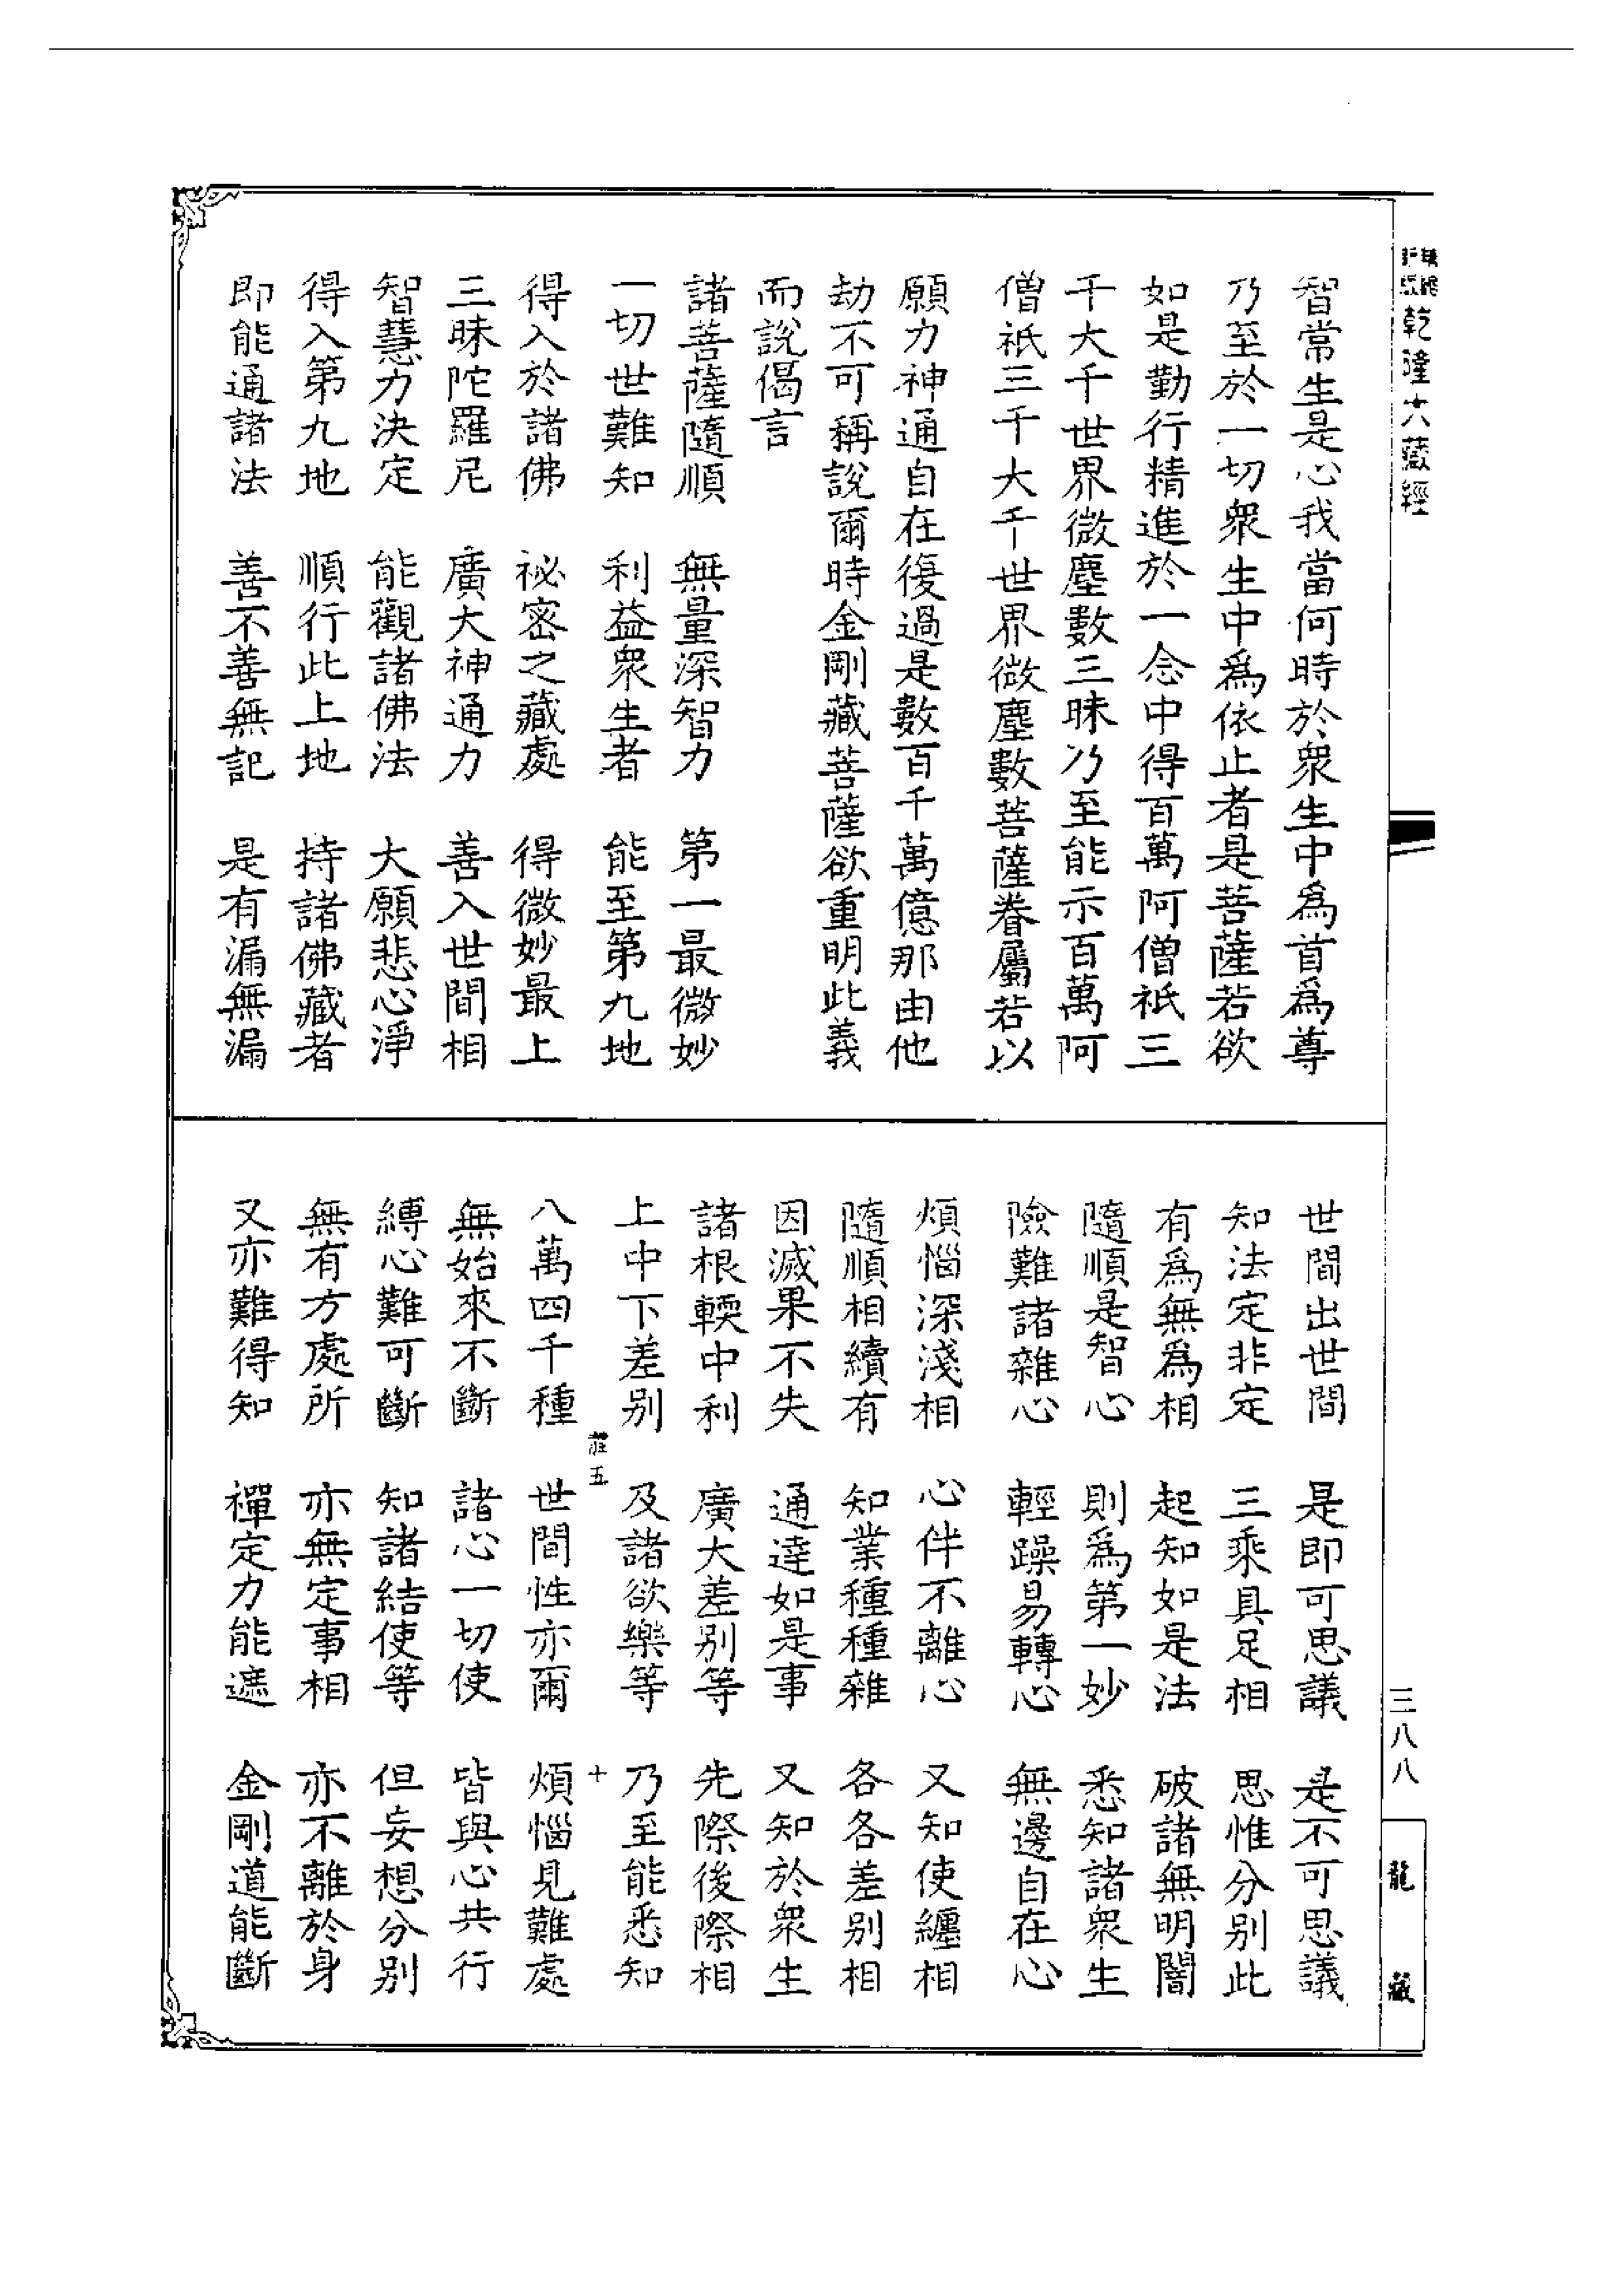 乾隆大藏經
智常生是心我當何時於衆生中爲首爲尊
乃至於一切衆生中爲依止者是菩薩若欲
如是勤行精進於一念中得百萬阿僧祇三
千大千世界微塵數三昧乃至能示百萬阿
僧祇三千大千世界微塵數菩薩眷屬若以
願力神通自在復過是數百千萬億那由他
劫不可稱說爾時金剛藏菩薩欲重明此義
而說偈言
諸菩薩隨順　無量深智力　第一最微妙
一切世難知　利益衆生者　能至第九地
得入於諸佛　祕密之藏處　得微妙最上
三昧陀羅尼　廣大神通力　善入世間相
智慧力決定　能觀諸佛法　大願悲心淨
得入第九地　順行此上地　持諸佛藏者
即能通諸法　善不善無記　是有漏無漏
世間出世間　是即可思議　是不可思議
知法定非定　三乘具足相　思惟分別此
有爲無爲相　起知如是法　破諸無明闇
隨順是智心　則爲第一妙　悉知諸衆生
險難諸雜心　輕躁易轉心　無邊自在心
煩惱深淺相　心伴不離心　又知使纏相
隨順相續有　知業種種雜　各各差別相
因滅果不失　通達如是事　又知於衆生
諸根輭中利　廣大差別等　先際後際相
上中下差別　及諸欲樂等　乃至能悉知
莊五　十
八萬四千種　世間性亦爾　煩惱見難處
無始來不斷　諸心一切使　皆與心共行
縛心難可斷　知諸結使等　但妄想分別
無有方處所　亦無定事相　亦不離於身
又亦難得知　禪定力能遮　金剛道能斷
三八八
龍藏